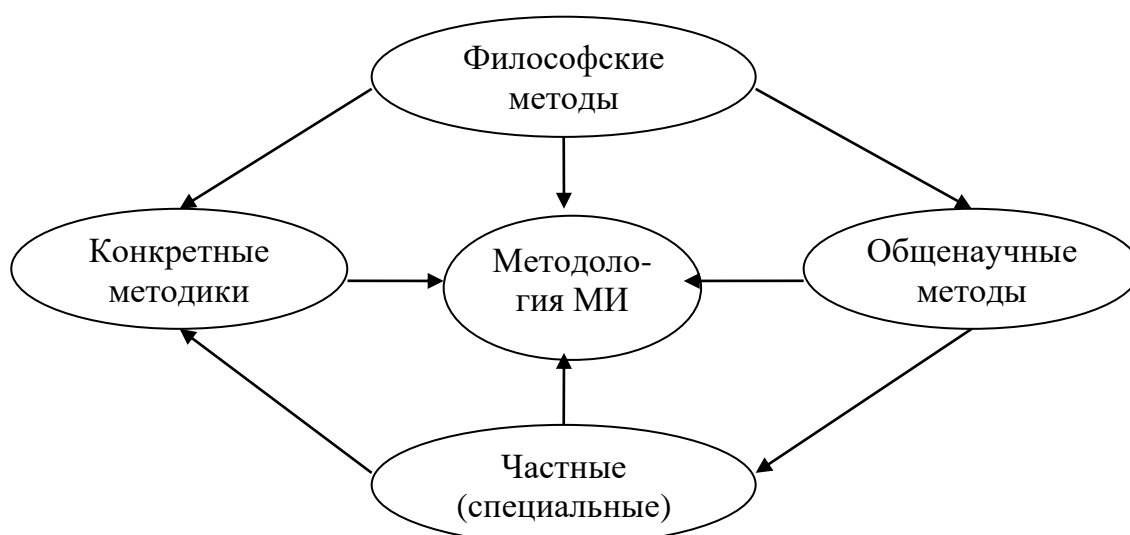 Философские
методы
Конкретные
методики
Методоло-
гия МИ
Общенаучные
методы
Частные
(специальные)